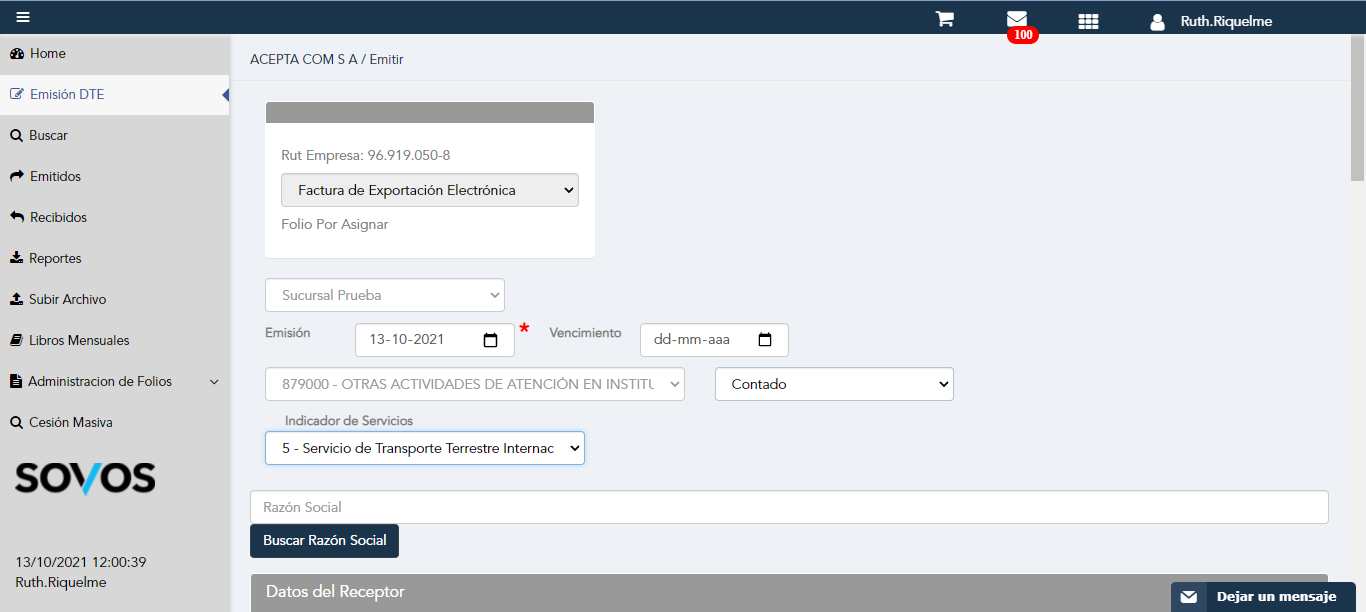 Ruth.Riquelme
100
Home
Emisión DTE
Buscar
Emitidos
Recibidos
Reportes
Subir Archivo
Libros Mensuales
Administracion de Folios
Cesión Masiva
SOVOS
13/10/2021 12:00:39
Ruth.Riquelme
ACEPTA COM S A / Emitir
Rut Empresa: 96.919.050-8
Factura de Exportación Electrónica
Folio Por Asignar
Sucursal Prueba
Emisión 13-10-2021 * Vencimiento dd-mm-aaa
879000 - OTRAS ACTIVIDADES DE ATENCIÓN EN INSTITU Contado
Indicador de Servicios
5 - Servicio de Transporte Terrestre Internac
Razón Social
Buscar Razón Social
Datos del Receptor
Dejar un mensaje